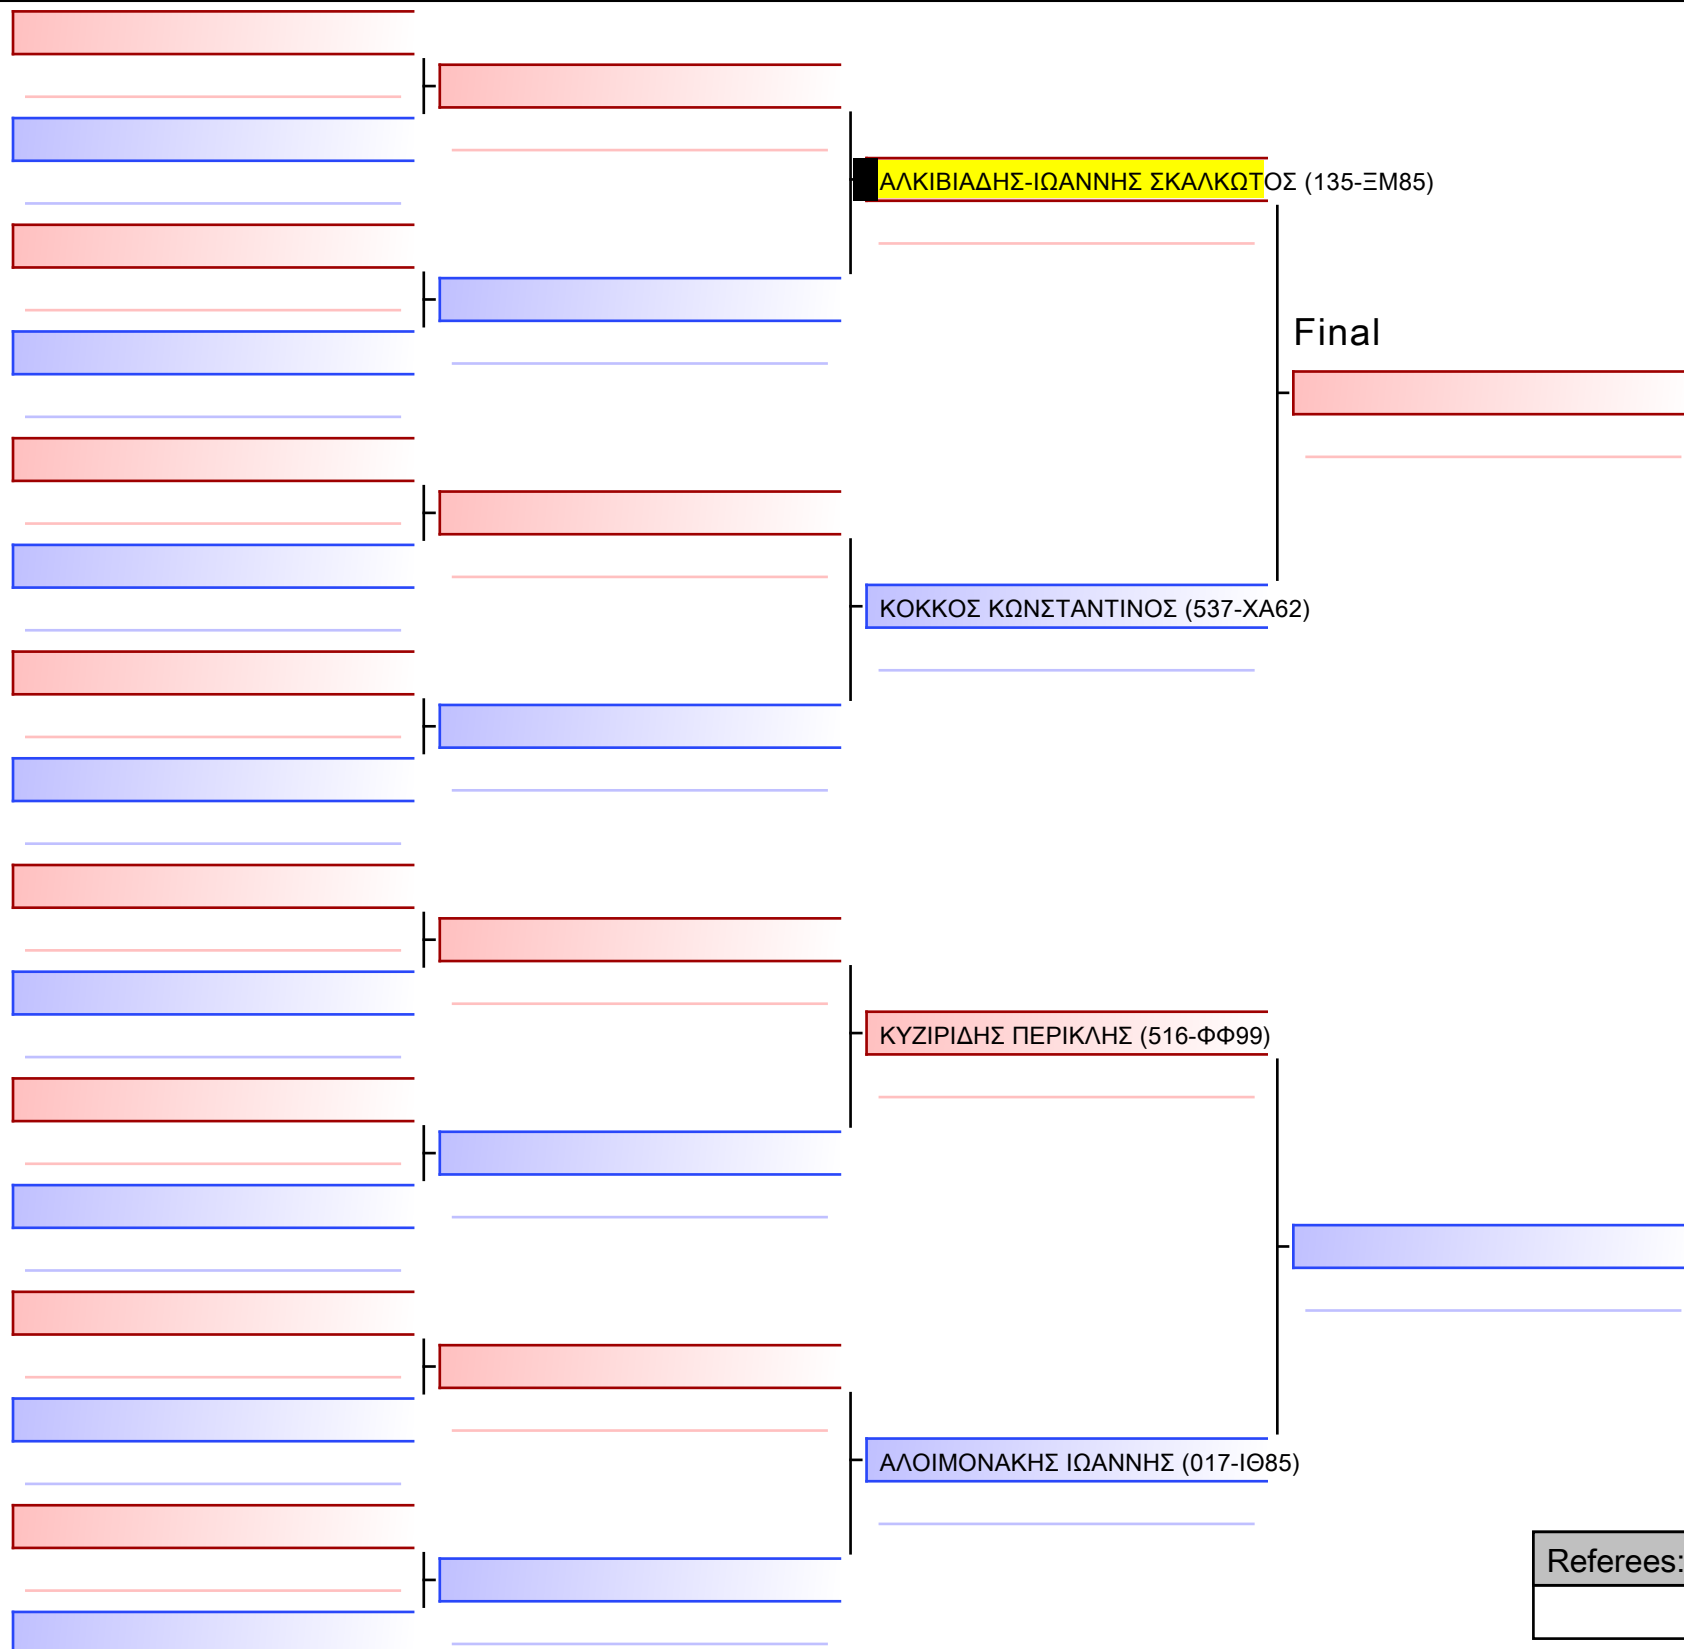 ΑΛΚΙΒΙΑΔΗΣ-ΙΩΑΝΝΗΣ ΣΚΑΛΚΩΤΟΣ (135-ΞΜ85)
Final
ΚΟΚΚΟΣ ΚΩΝΣΤΑΝΤΙΝΟΣ (537-ΧΑ62)
ΚΥΖΙΡΙΔΗΣ ΠΕΡΙΚΛΗΣ (516-ΦΦ99)
ΑΛΟΙΜΟΝΑΚΗΣ ΙΩΑΝΝΗΣ (017-ΙΘ85)
Referees: